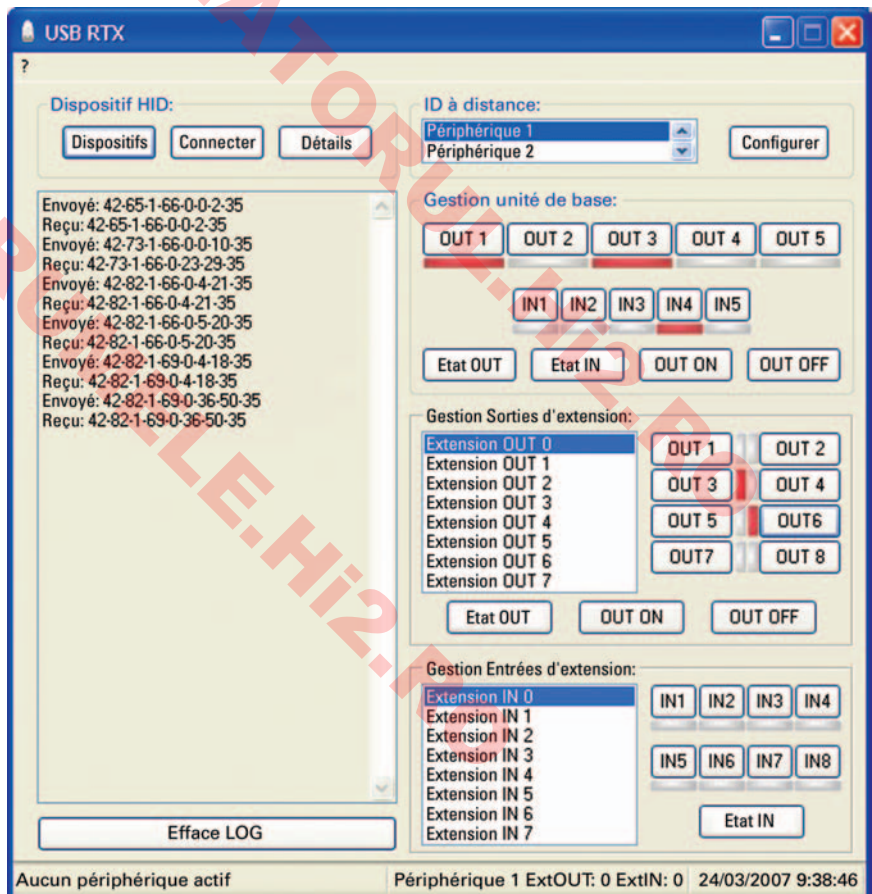 USB RTX
?
Dispositif HID:
Dispositifs Connecter Détails
Envoyé: 42-65-1-66-0-0-2-35
Reçu: 42-65-1-66-0-0-2-35
Envoyé: 42-73-1-66-0-0-10-35
Reçu: 42-73-1-66-0-23-29-35
Envoyé: 42-82-1-66-0-4-21-35
Reçu: 42-82-1-66-0-4-21-35
Envoyé: 42-82-1-66-0-5-20-35
Reçu: 42-82-1-66-0-5-20-35
Envoyé: 42-82-1-69-0-4-18-35
Reçu: 42-82-1-69-0-4-18-35
Envoyé: 42-82-1-69-0-36-50-35
Reçu: 42-82-1-69-0-36-50-35
Efface LOG
ID à distance:
Périphérique 1
Périphérique 2
Configurer
Gestion unité de base:
OUT 1 OUT 2 OUT 3 OUT 4 OUT 5
IN1 IN2 IN3 IN4 IN5
Etat OUT Etat IN OUT ON OUT OFF
Gestion Sorties d'extension:
Extension OUT 0
Extension OUT 1
Extension OUT 2
Extension OUT 3
Extension OUT 4
Extension OUT 5
Extension OUT 6
Extension OUT 7
OUT 1 OUT 2
OUT 3 OUT 4
OUT 5 OUT6
OUT7 OUT 8
Etat OUT OUT ON OUT OFF
Gestion Entrées d'extension:
Extension IN 0
Extension IN 1
Extension IN 2
Extension IN 3
Extension IN 4
Extension IN 5
Extension IN 6
Extension IN 7
IN1 IN2 IN3 IN4
IN5 IN6 IN7 IN8
Etat IN
Aucun périphérique actif Périphérique 1 ExtOUT: 0 ExtIN: 0 24/03/2007 9:38:46
ATORUL.Hi2.RO
RUMELE.Hi2.RO